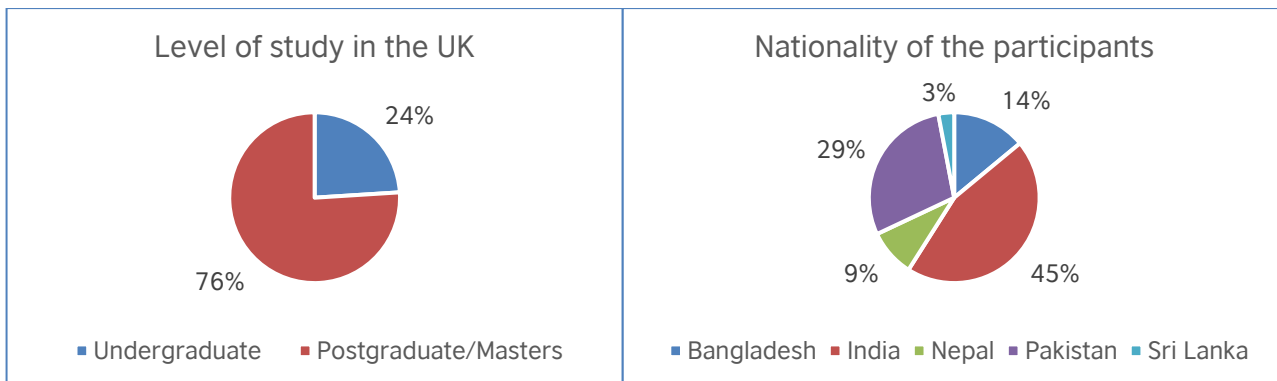 Level of study in the UK
24%
76%
Undergraduate Postgraduate/Masters
Nationality of the participants
3%
14%
29%
9%
45%
Bangladesh India Nepal Pakistan Sri Lanka